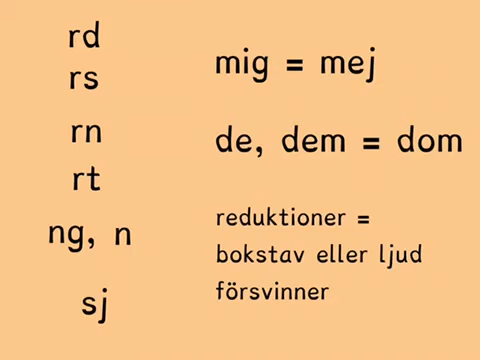 rd
rs
rn
rt
ng, n
sj
mig = mej
de, dem = dom
reduktioner =
bokstav eller ljud
försvinner